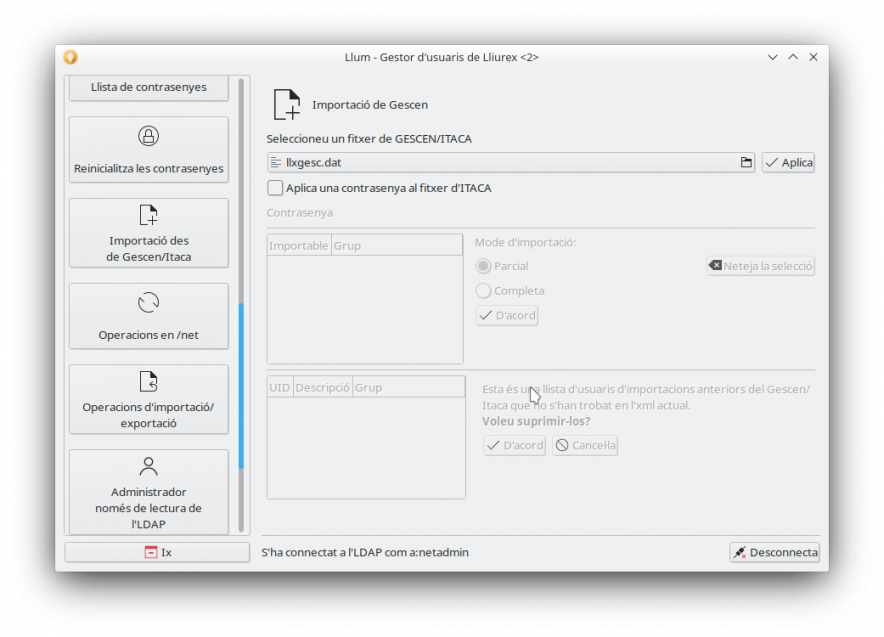 Llum - Gestor d'usuaris de Lliurex <2>
Llista de contrasenyes
Reinicialitza les contrasenyes
Importació des
de Gescen/Itaca
Operacions en /net
Operacions d'importació/
exportació
Administrador
només de lectura de
l'LDAP
Ix
Importació de Gescen
Seleccioneu un fitxer de GESCEN/ITACA
llxgesc.dat
Aplica
Aplica una contrasenya al fitxer d'ITACA
Contrasenya
Importable Grup
Mode d'importació:
Parcial
Neteja la selecció
Completa
D'acord
UID Descripció Grup
Esta és una llista d'usuaris d'importacions anteriors del Gescen/
Itaca que no s'han trobat en l'xml actual.
Voleu suprimir-los?
D'acord
Cancel·la
S'ha connectat a l'LDAP com a:netadmin
Desconnecta